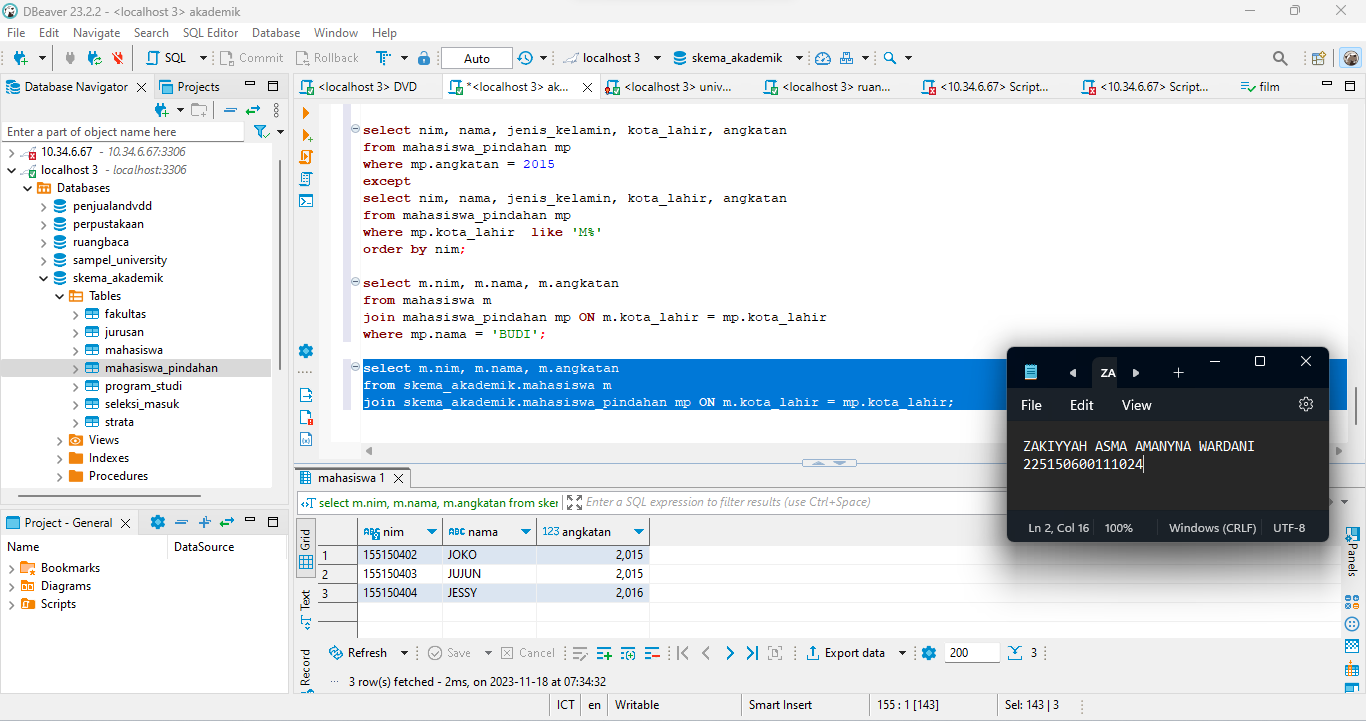 DBeaver 23.2.2 - <localhost 3> akademik
File Edit Navigate Search SQL Editor Database Window Help
SQL Commit Rollback Auto localhost 3 skema_akademik
Database Navigator Projects
<localhost 3> DVD *<localhost 3> ak... <localhost 3> univ... <localhost 3> ruan... <10.34.6.67> Script... <10.34.6.67> Script... film
Enter a part of object name here
10.34.6.67 - 10.34.6.67:3306
localhost 3 - localhost:3306
Databases
penjualandvdd
perpustakaan
ruangbaca
sampel_university
skema_akademik
Tables
fakultas
jurusan
mahasiswa
mahasiswa_pindahan
program_studi
seleksi_masuk
strata
Views
Indexes
Procedures
select nim, nama, jenis_kelamin, kota_lahir, angkatan
from mahasiswa_pindahan mp
where mp.angkatan = 2015
except
select nim, nama, jenis_kelamin, kota_lahir, angkatan
from mahasiswa_pindahan mp
where mp.kota_lahir like 'M%'
order by nim;
select m.nim, m.nama, m.angkatan
from mahasiswa m
join mahasiswa_pindahan mp ON m.kota_lahir = mp.kota_lahir
where mp.nama = 'BUDI';
select m.nim, m.nama, m.angkatan
from skema_akademik.mahasiswa m
join skema_akademik.mahasiswa_pindahan mp ON m.kota_lahir = mp.kota_lahir;
ZA
File Edit View
ZAKIYYAH ASMA AMANYNA WARDANI
225150600111024
Ln 2, Col 16 100% Windows (CRLF) UTF-8
Project - General
Name DataSource
Bookmarks
Diagrams
Scripts
mahasiswa 1
select m.nim, m.nama, m.angkatan from sker Enter a SQL expression to filter results (use Ctrl+Space)
Grid
Text
Record
nim nama angkatan
1 155150402 JOKO 2,015
2 155150403 JUJUN 2,015
3 155150404 JESSY 2,016
Panels
Refresh Save Cancel Export data 200 3
3 row(s) fetched - 2ms, on 2023-11-18 at 07:34:32
ICT en Writable Smart Insert 155 : 1 [143] Sel: 143 | 3